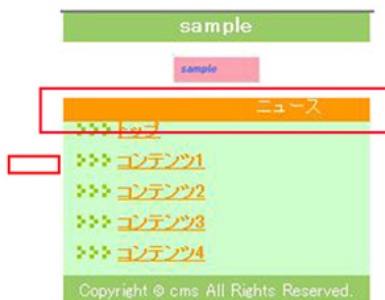 sample
sample
ニュース
>>> トップ
>>> コンテンツ1
>>> コンテンツ2
>>> コンテンツ3
>>> コンテンツ4
Copyright © cms All Rights Reserved.